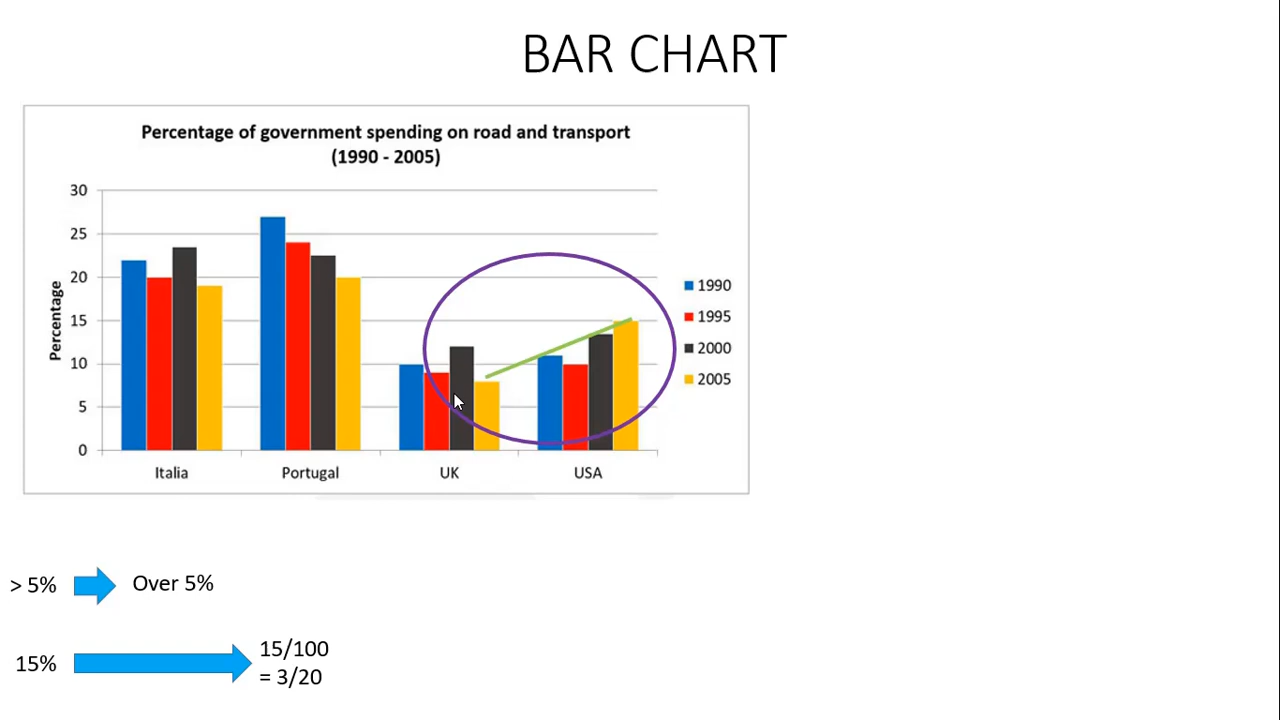 BAR CHART
Percentage of government spending on road and transport
(1990 - 2005)
Percentage
30
25
20
15
10
5
0
Italia
Portugal
UK
USA
1990
1995
2000
2005
> 5%
Over 5%
15%
15/100
= 3/20